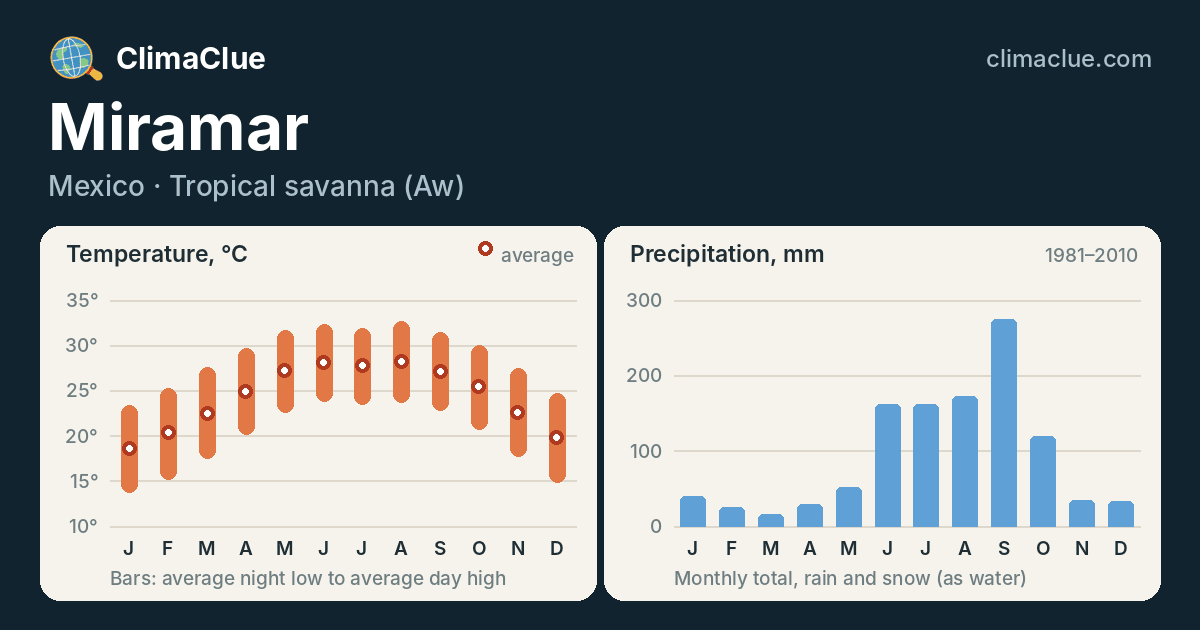 ClimaClue
climaclue.com
Miramar
Mexico · Tropical savanna (Aw)
Temperature, °C
average
35°
30°
25°
20°
15°
10°
J F M A M J J A S O N D
Bars: average night low to average day high
Precipitation, mm
1981–2010
300
200
100
0
J F M A M J J A S O N D
Monthly total, rain and snow (as water)